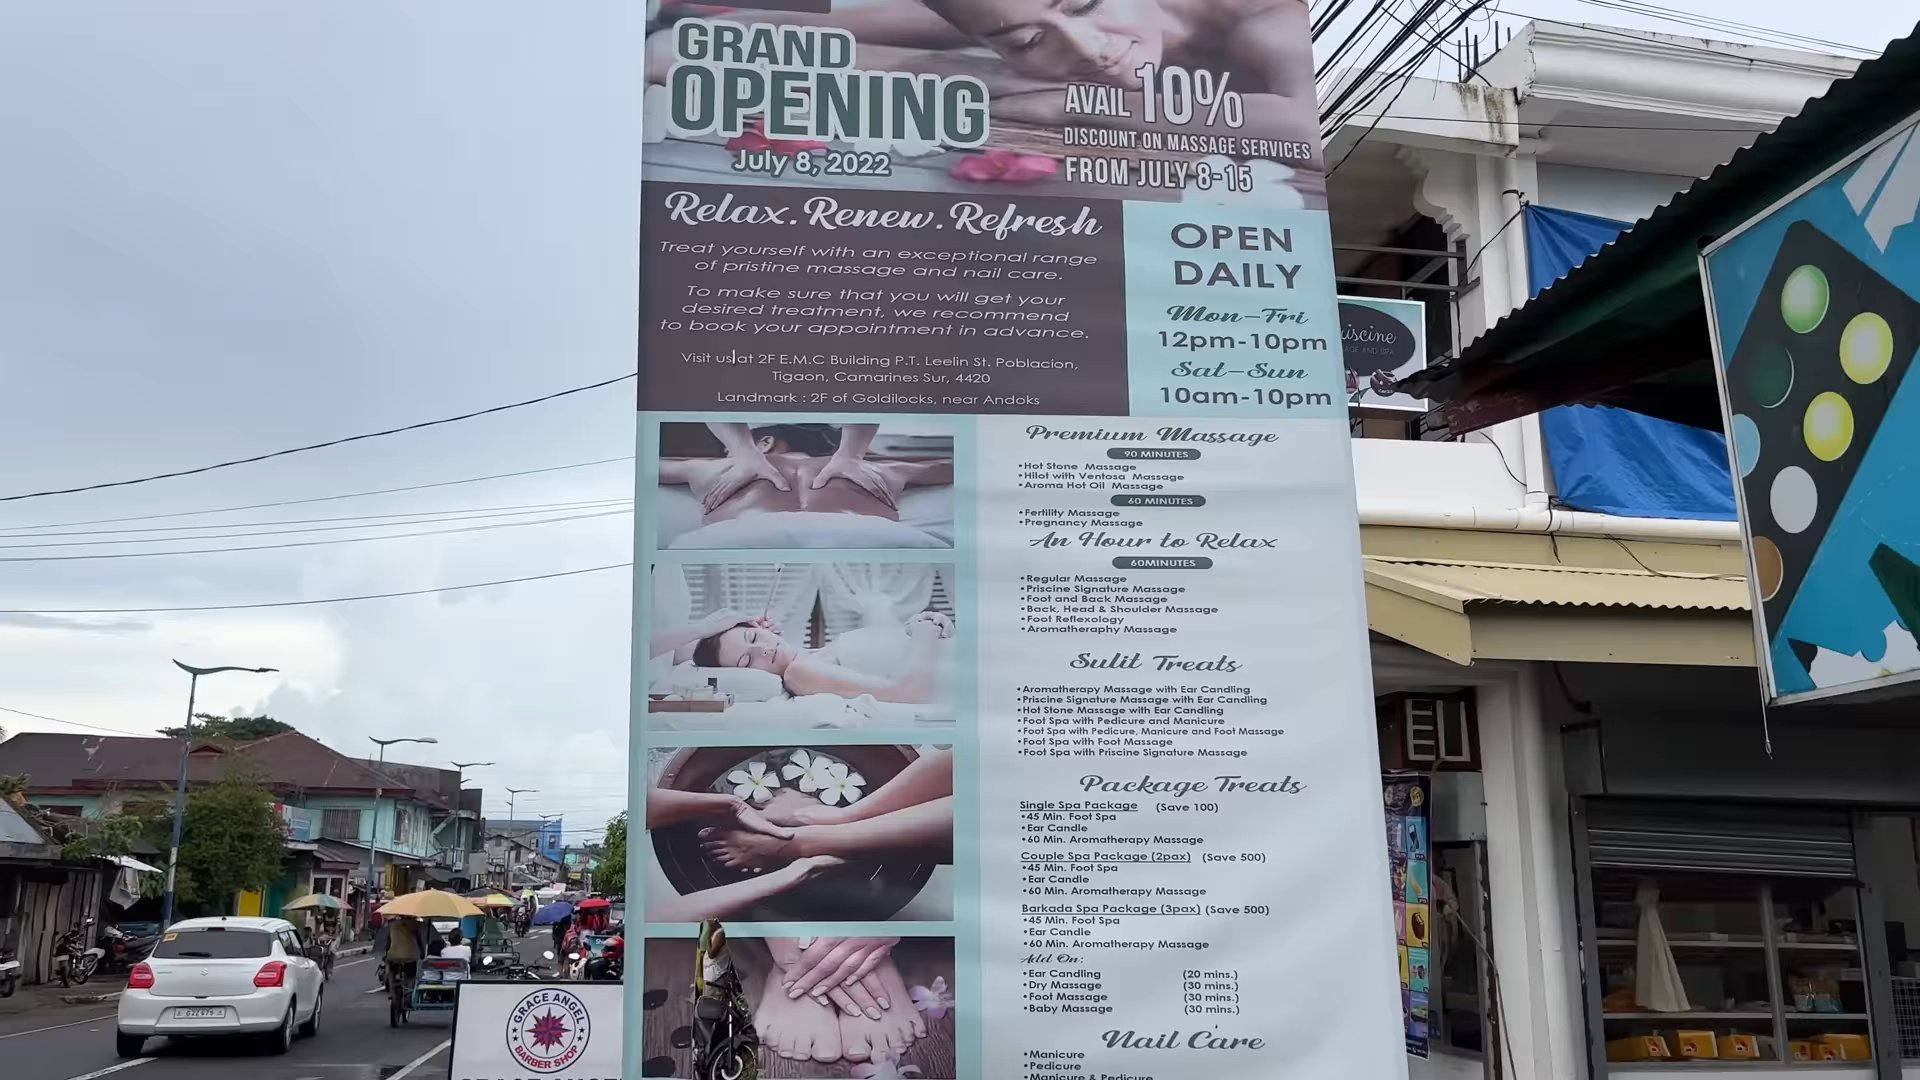 GRAND
OPENING
July 8, 2022
AVAIL 10%
DISCOUNT ON MASSAGE SERVICES
FROM JULY 8-15
Relax. Renew. Refresh
Treat yourself with an exceptional range
of pristine massage and nail care.
To make sure that you will get your
desired treatment, we recommend
to book your appointment in advance.
Visit us at 2F E.M.C Building P.T. Leelin St. Poblacion,
Tigaon, Camarines Sur, 4420
Landmark : 2F of Goldilocks, near Andoks
OPEN
DAILY
Mon-Fri
12pm-10pm
Sat-Sun
10am-10pm
Premium Massage
90 MINUTES
•Hot Stone Massage
•Hilot with Ventosa Massage
•Aroma Hot Oil Massage
60 MINUTES
•Fertility Massage
•Pregnancy Massage
An Hour to Relax
60MINUTES
•Regular Massage
•Priscine Signature Massage
•Foot and Back Massage
•Back, Head & Shoulder Massage
•Foot Reflexology
•Aromatheraphy Massage
Sulit Treats
•Aromatherapy Massage with Ear Candling
•Priscine Signature Massage with Ear Candling
•Hot Stone Massage with Ear Candling
•Foot Spa with Pedicure and Manicure
•Foot Spa with Pedicure, Manicure and Foot Massage
•Foot Spa with Foot Massage
•Foot Spa with Priscine Signature Massage
Package Treats
Single Spa Package (Save 100)
•45 Min. Foot Spa
•Ear Candle
•60 Min. Aromatherapy Massage
Couple Spa Package (2pax) (Save 500)
•45 Min. Foot Spa
•Ear Candle
•60 Min. Aromatherapy Massage
Barkada Spa Package (3pax) (Save 500)
•45 Min. Foot Spa
•Ear Candle
•60 Min. Aromatherapy Massage
Add On:
•Ear Candling (20 mins.)
•Dry Massage (30 mins.)
•Foot Massage (30 mins.)
•Baby Massage (30 mins.)
Nail Care
•Manicure
•Pedicure
•Manicure & Pedicure
GRACE ANGEL
BARBER SHOP